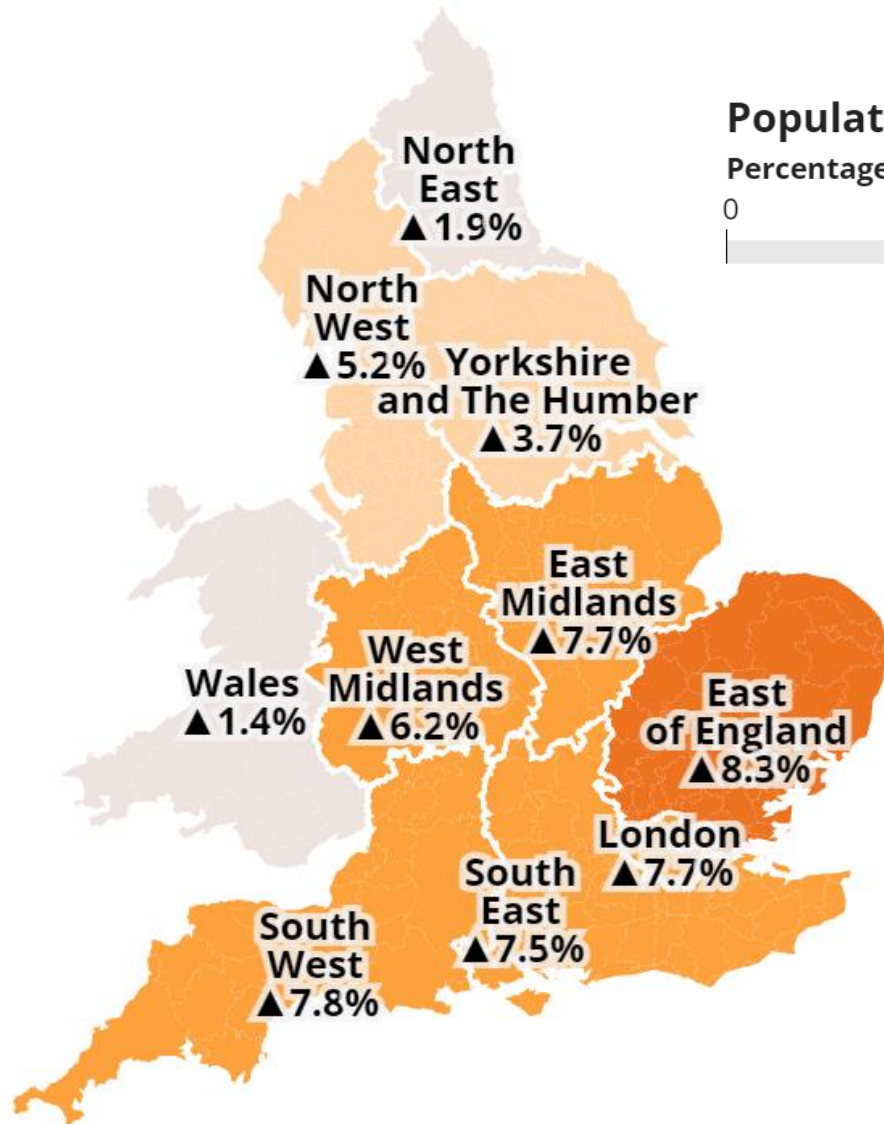 Populat
Percentage
0
North
East
▲1.9%
North
West
▲5.2%
Yorkshire
and The Humber
▲3.7%
East
Midlands
▲7.7%
West
Midlands
▲6.2%
Wales
▲1.4%
East
of England
▲8.3%
London
▲7.7%
South
East
▲7.5%
South
West
▲7.8%